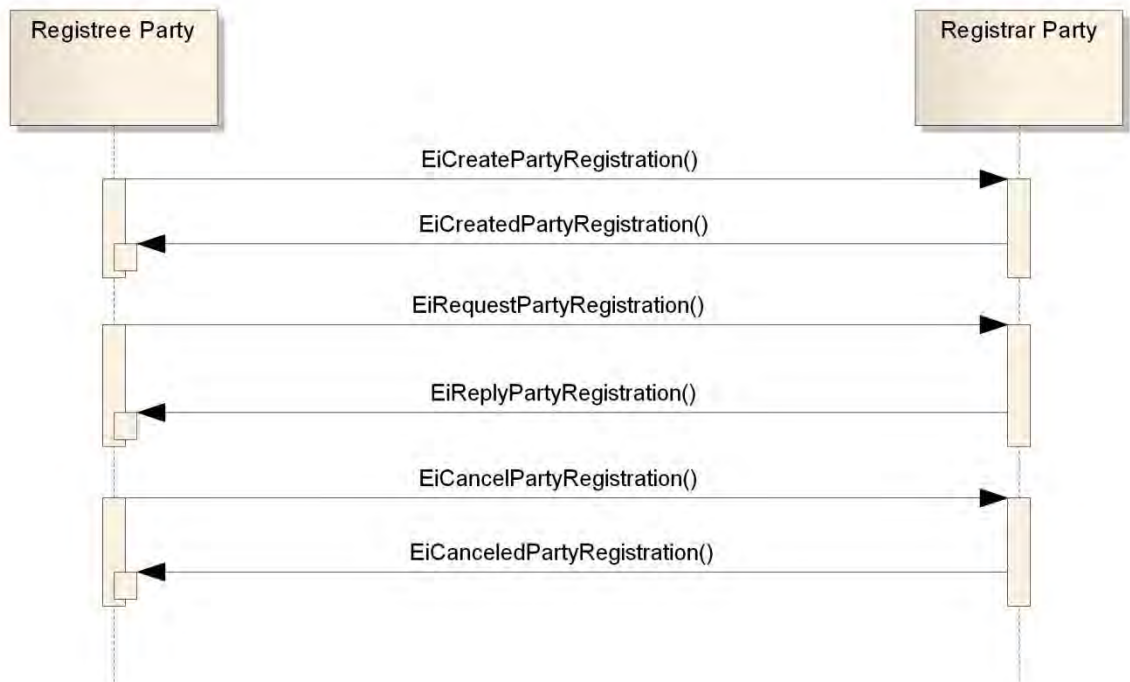 Registree Party
Registrar Party
EiCreatePartyRegistration()
EiCreatedPartyRegistration()
EiRequestPartyRegistration()
EiReplyPartyRegistration()
EiCancelPartyRegistration()
EiCanceledPartyRegistration()